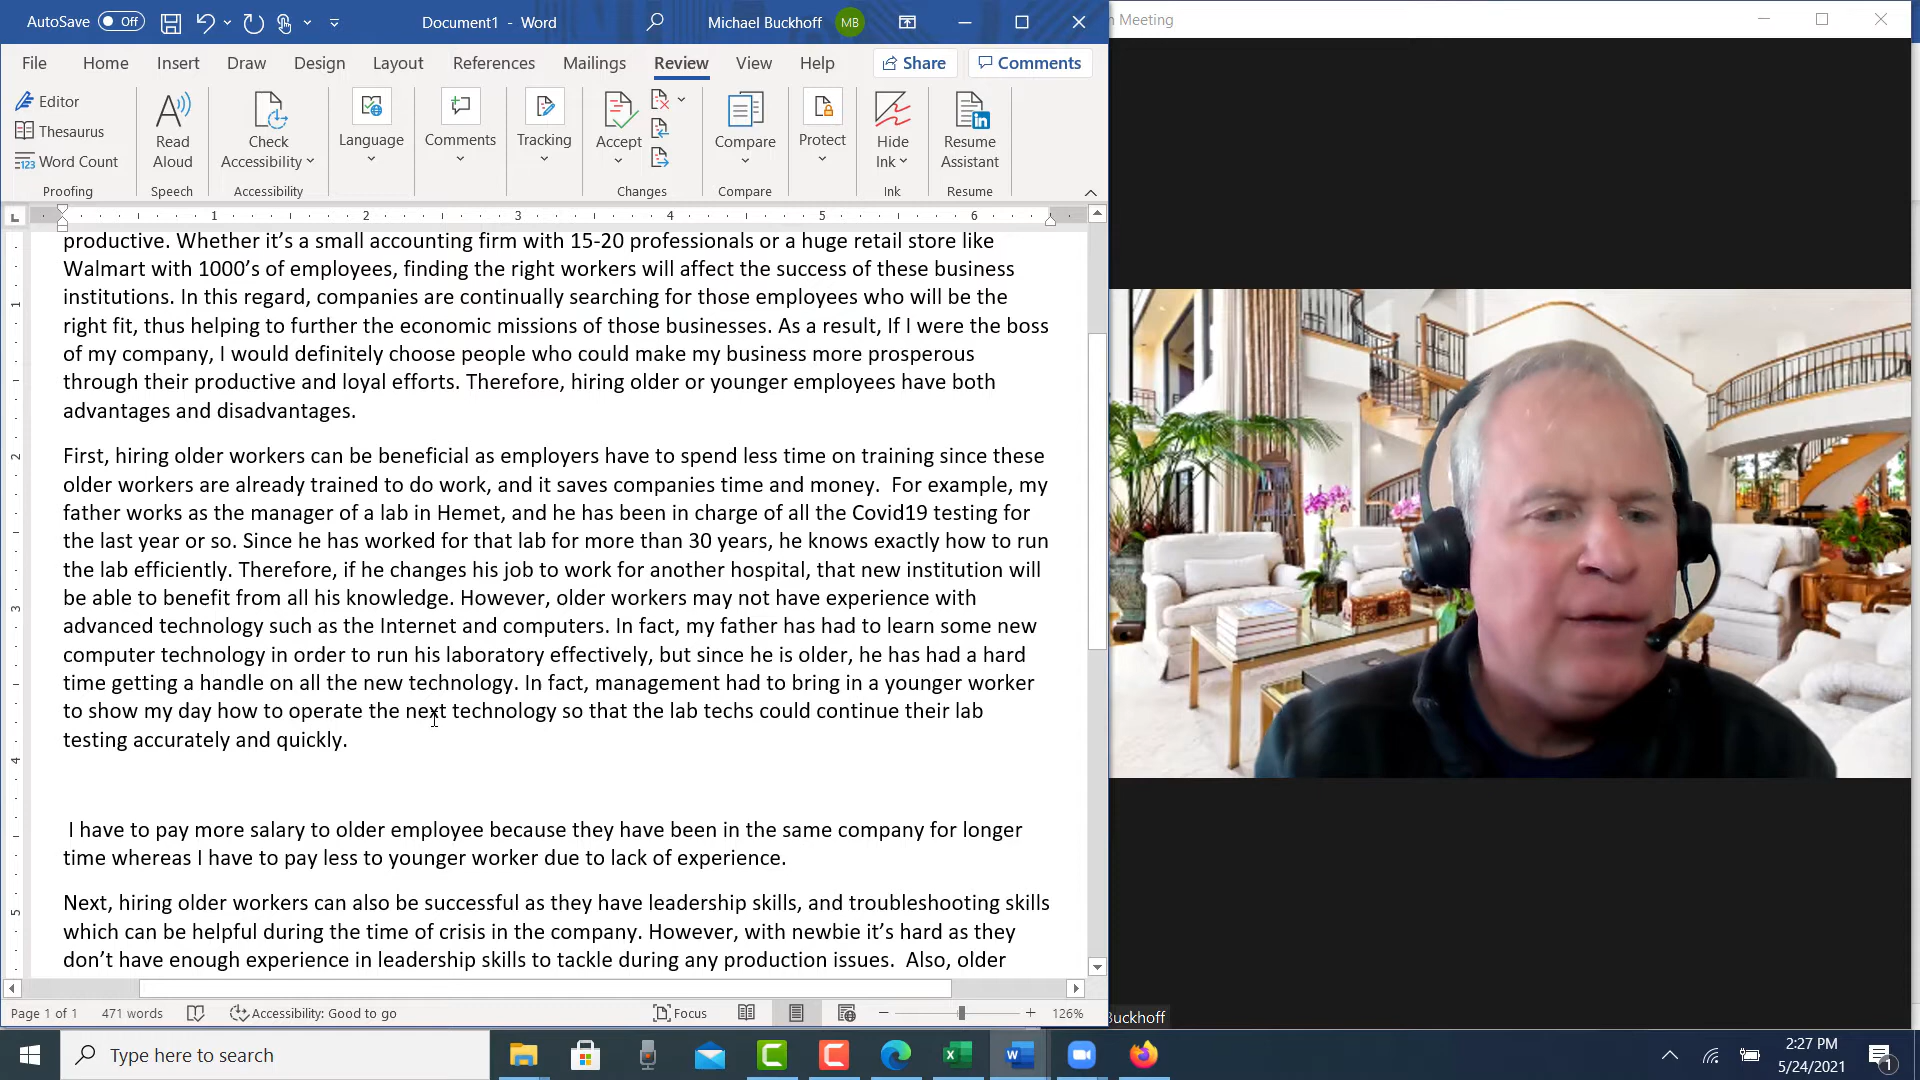 AutoSave Off Document1 - Word Michael Buckhoff MB
n Meeting
File Home Insert Draw Design Layout References Mailings Review View Help Share Comments
Editor
Thesaurus
Word Count
Proofing
Read Aloud
Speech
Check Accessibility
Accessibility
Language
Comments
Tracking
Accept
Changes
Compare
Compare
Protect
Hide Ink
Ink
Resume Assistant
Resume
1 2 3 4 5 6
productive. Whether it’s a small accounting firm with 15-20 professionals or a huge retail store like
Walmart with 1000’s of employees, finding the right workers will affect the success of these business
institutions. In this regard, companies are continually searching for those employees who will be the
right fit, thus helping to further the economic missions of those businesses. As a result, If I were the boss
of my company, I would definitely choose people who could make my business more prosperous
through their productive and loyal efforts. Therefore, hiring older or younger employees have both
advantages and disadvantages.
First, hiring older workers can be beneficial as employers have to spend less time on training since these
older workers are already trained to do work, and it saves companies time and money.  For example, my
father works as the manager of a lab in Hemet, and he has been in charge of all the Covid19 testing for
the last year or so. Since he has worked for that lab for more than 30 years, he knows exactly how to run
the lab efficiently. Therefore, if he changes his job to work for another hospital, that new institution will
be able to benefit from all his knowledge. However, older workers may not have experience with
advanced technology such as the Internet and computers. In fact, my father has had to learn some new
computer technology in order to run his laboratory effectively, but since he is older, he has had a hard
time getting a handle on all the new technology. In fact, management had to bring in a younger worker
to show my day how to operate the next technology so that the lab techs could continue their lab
testing accurately and quickly.
I have to pay more salary to older employee because they have been in the same company for longer
time whereas I have to pay less to younger worker due to lack of experience.
Next, hiring older workers can also be successful as they have leadership skills, and troubleshooting skills
which can be helpful during the time of crisis in the company. However, with newbie it’s hard as they
don’t have enough experience in leadership skills to tackle during any production issues.  Also, older
1
2
3
4
5
Page 1 of 1 471 words Accessibility: Good to go Focus 126%
Buckhoff
Type here to search
2:27 PM
5/24/2021
1